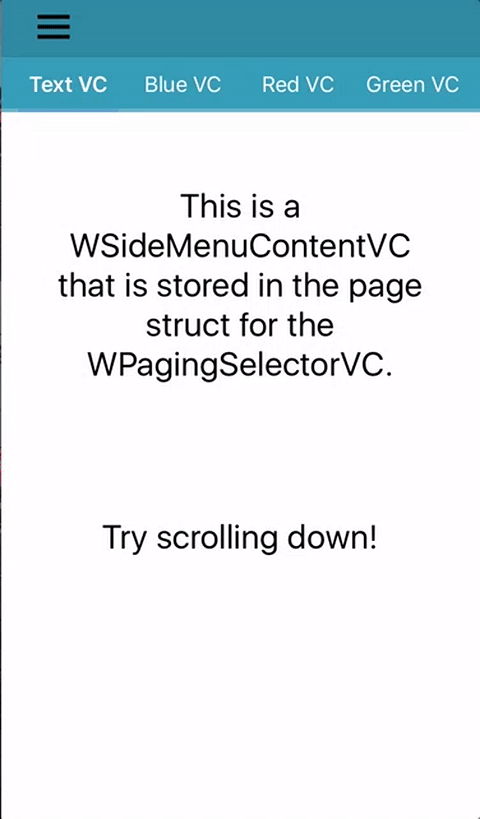 Text VC Blue VC Red VC Green VC
This is a
WSideMenuContentVC
that is stored in the page
struct for the
WPagingSelectorVC.
Try scrolling down!